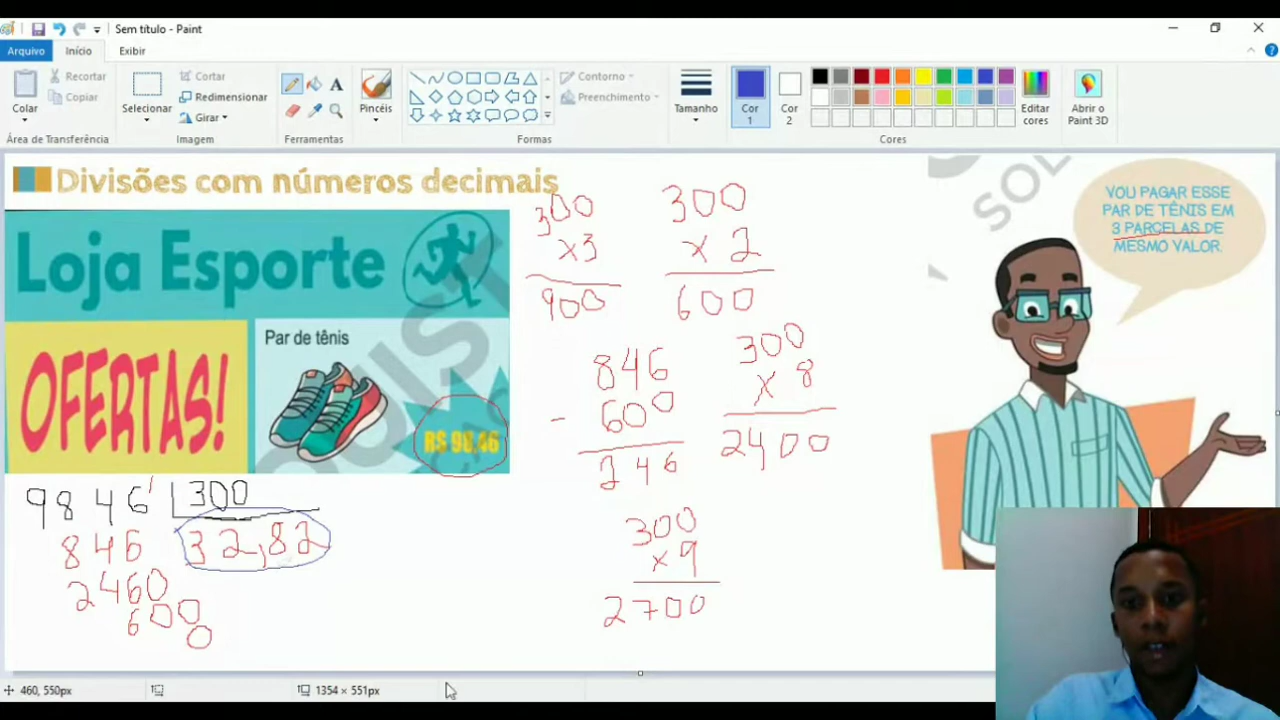 Sem título - Paint
Arquivo
Início
Exibir
Colar
Recortar
Copiar
Área de Transferência
Selecionar
Cortar
Redimensionar
Girar
Imagem
Ferramentas
Pincéis
Contorno
Preenchimento
Formas
Tamanho
Cor 1
Cor 2
Editar cores
Cores
Abrir o Paint 3D
Divisões com números decimais
Loja Esporte
OFERTAS!
Par de tênis
R$ 98,46
300
x3
900
300
x 2
600
846
- 600
246
300
x 8
2400
300
x 9
2700
9846 300
846 32,82
2460
600
0
VOU PAGAR ESSE
PAR DE TÊNIS EM
3 PARCELAS DE
MESMO VALOR.
460, 550px
1354 × 551px